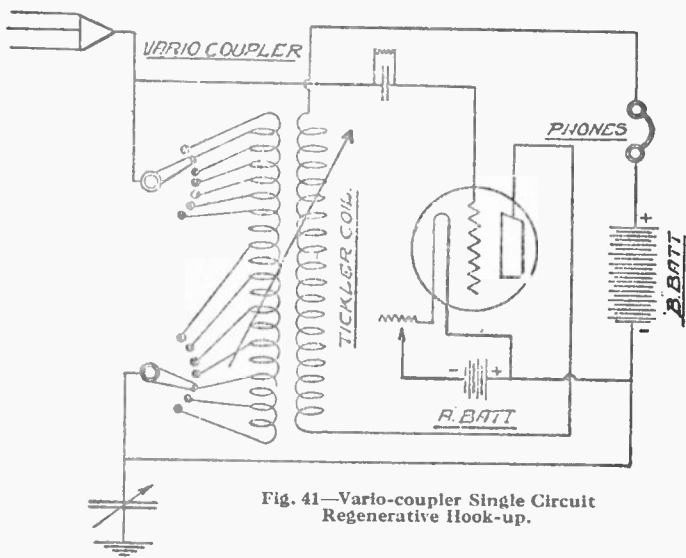 VARIO COUPLER
PHONES
TICKLER COIL.
+
B. BATT
-
- +
A. BATT
Fig. 41—Vario-coupler Single Circuit
Regenerative Hook-up.